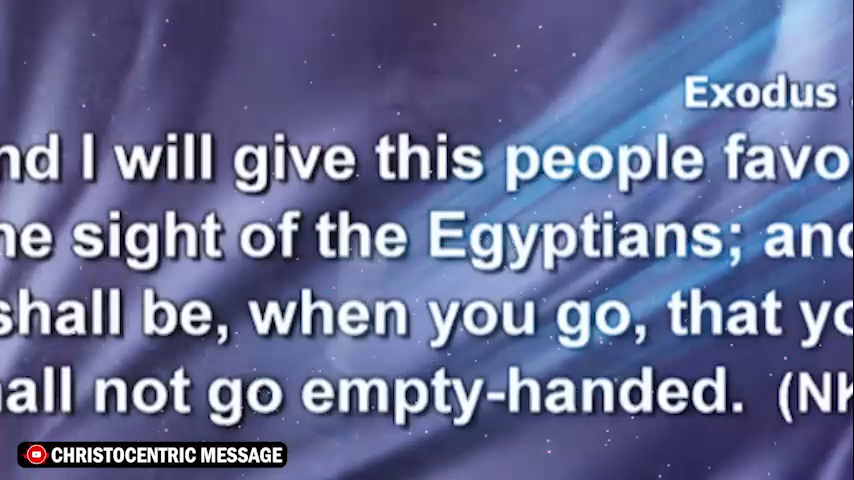 Exodus
nd I will give this people favo
he sight of the Egyptians; and
shall be, when you go, that yo
hall not go empty-handed. (NK
CHRISTOCENTRIC MESSAGE